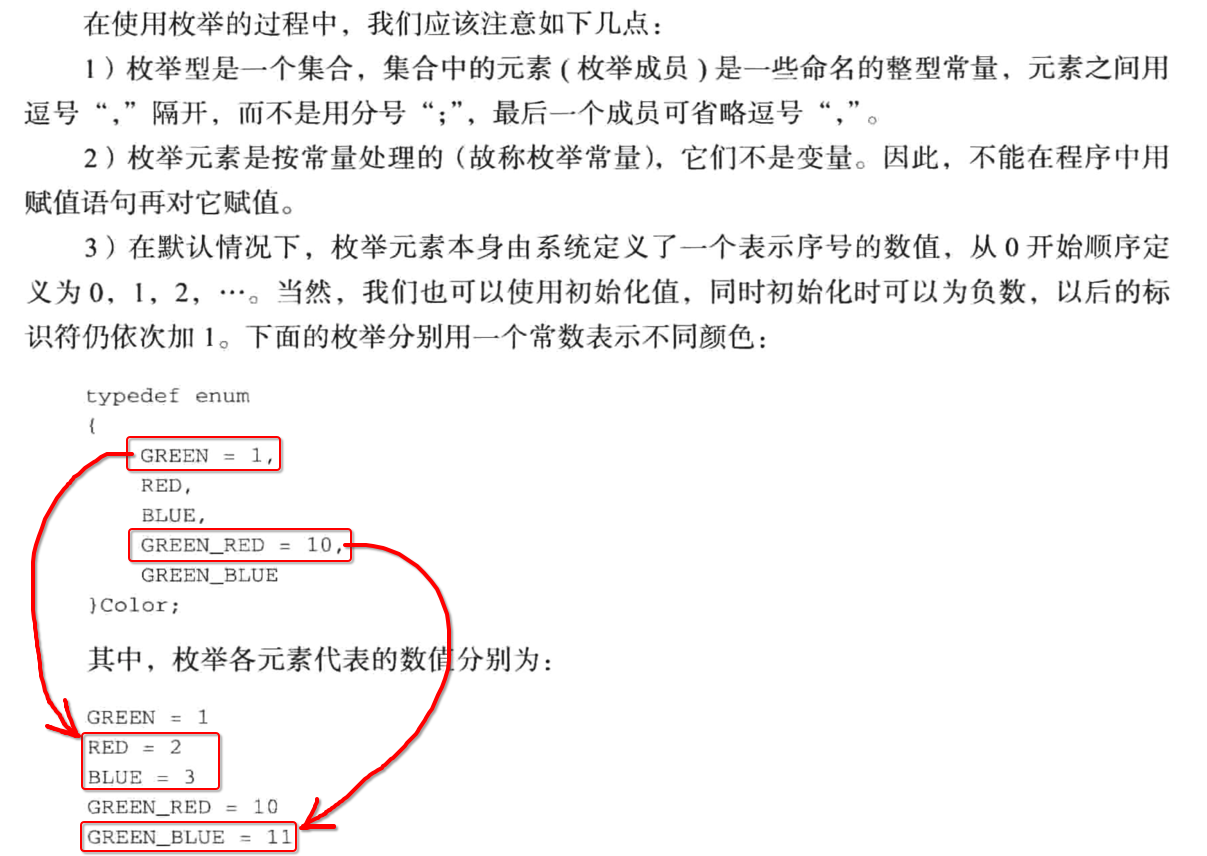 在使用枚举的过程中，我们应该注意如下几点：
1）枚举型是一个集合，集合中的元素（枚举成员）是一些命名的整型常量，元素之间用
逗号“，”隔开，而不是用分号“；”，最后一个成员可省略逗号“，”。
2）枚举元素是按常量处理的（故称枚举常量），它们不是变量。因此，不能在程序中用
赋值语句再对它赋值。
3）在默认情况下，枚举元素本身由系统定义了一个表示序号的数值，从 0 开始顺序定
义为 0，1，2，…。当然，我们也可以使用初始化值，同时初始化时可以为负数，以后的标
识符仍依次加 1。下面的枚举分别用一个常数表示不同颜色：
typedef enum
{
GREEN = 1,
RED,
BLUE,
GREEN_RED = 10,
GREEN_BLUE
}Color;
其中，枚举各元素代表的数值分别为：
GREEN = 1
RED = 2
BLUE = 3
GREEN_RED = 10
GREEN_BLUE = 11